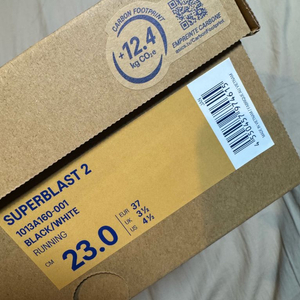 CARBON FOOTPRINT
+12.4
kg CO₂e
EMPREINTE CARBONE
SUPERBLAST 2
1013A160-001
BLACK/WHITE
RUNNING
CM 23.0
EUR 37
UK 3½
US 4½